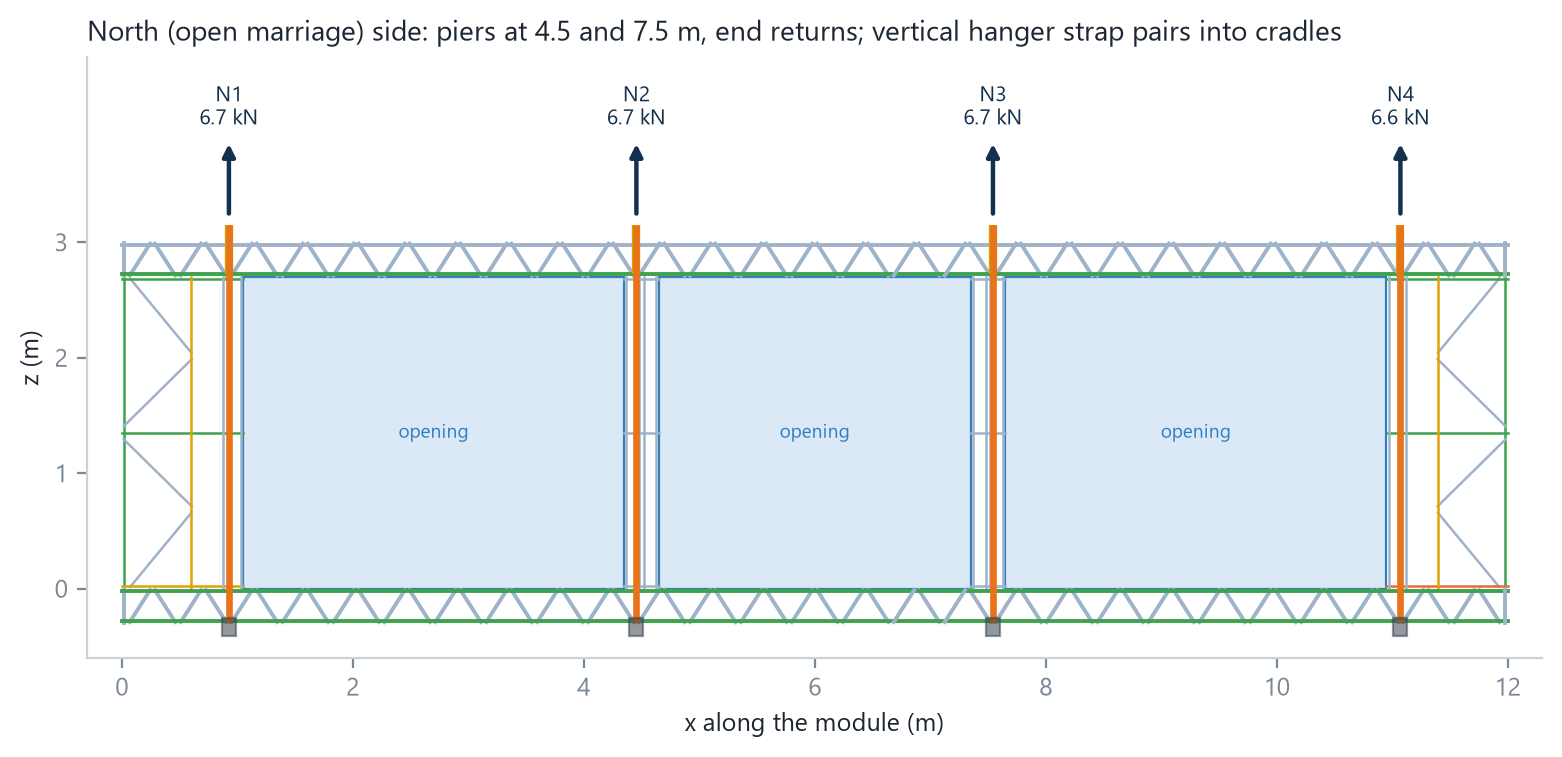 North (open marriage) side: piers at 4.5 and 7.5 m, end returns; vertical hanger strap pairs into cradles
N1
6.7 kN
N2
6.7 kN
N3
6.7 kN
N4
6.6 kN
z (m)
3
2
1
0
opening
opening
opening
0
2
4
6
8
10
12
x along the module (m)